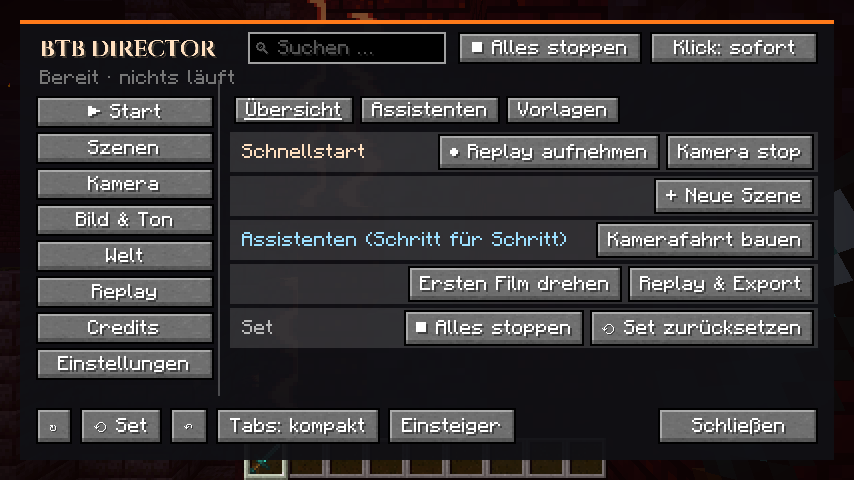 BTB DIRECTOR
Suchen ...
■ Alles stoppen
Klick: sofort
Bereit · nichts läuft
▶ Start
Szenen
Kamera
Bild & Ton
Welt
Replay
Credits
Einstellungen
Übersicht
Assistenten
Vorlagen
Schnellstart
● Replay aufnehmen
Kamera stop
+ Neue Szene
Assistenten (Schritt für Schritt)
Kamerafahrt bauen
Ersten Film drehen
Replay & Export
Set
■ Alles stoppen
⟲ Set zurücksetzen
↻
⟲ Set
↶
Tabs: kompakt
Einsteiger
Schließen